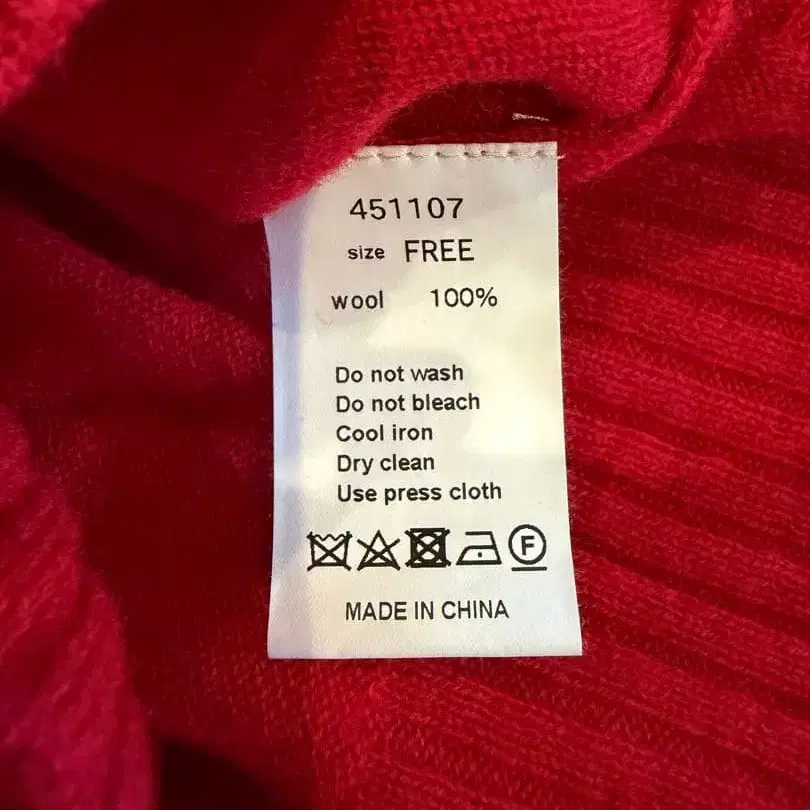 451107
size FREE
wool 100%
Do not wash
Do not bleach
Cool iron
Dry clean
Use press cloth
F
MADE IN CHINA